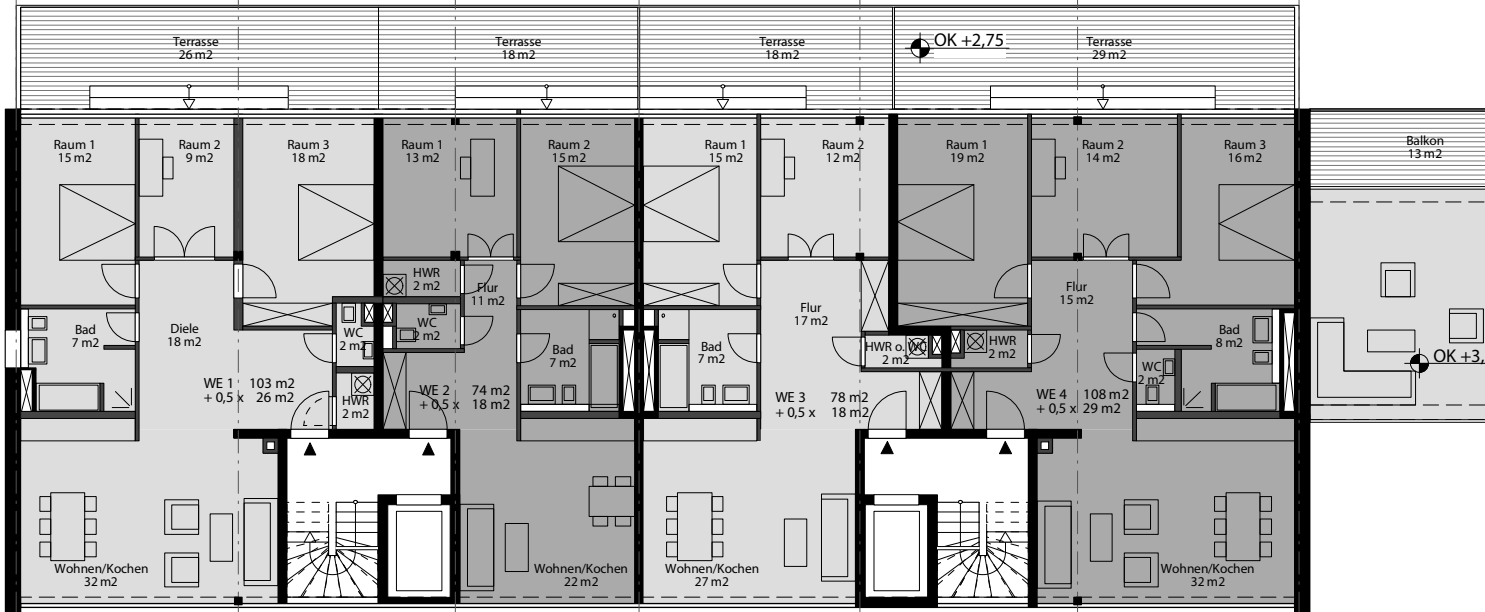 Terrasse
26 m2
Terrasse
18 m2
Terrasse
18 m2
OK +2,75
Terrasse
29 m2
Raum 1
15 m2
Raum 2
9 m2
Raum 3
18 m2
Raum 1
13 m2
Raum 2
15 m2
Raum 1
15 m2
Raum 2
12 m2
Raum 1
19 m2
Raum 2
14 m2
Raum 3
16 m2
Balkon
13 m2
HWR
2 m2
Flur
11 m2
Flur
17 m2
Flur
15 m2
Bad
7 m2
Diele
18 m2
WC
2 m2
WC
2 m2
Bad
7 m2
Bad
7 m2
HWR o. WC
2 m2
HWR
2 m2
Bad
8 m2
WC
2 m2
OK +3,
WE 1 103 m2
+ 0,5 x 26 m2
HWR
2 m2
WE 2 74 m2
+ 0,5 x 18 m2
WE 3 78 m2
+ 0,5 x 18 m2
WE 4 108 m2
+ 0,5 x 29 m2
Wohnen/Kochen
32 m2
Wohnen/Kochen
22 m2
Wohnen/Kochen
27 m2
Wohnen/Kochen
32 m2